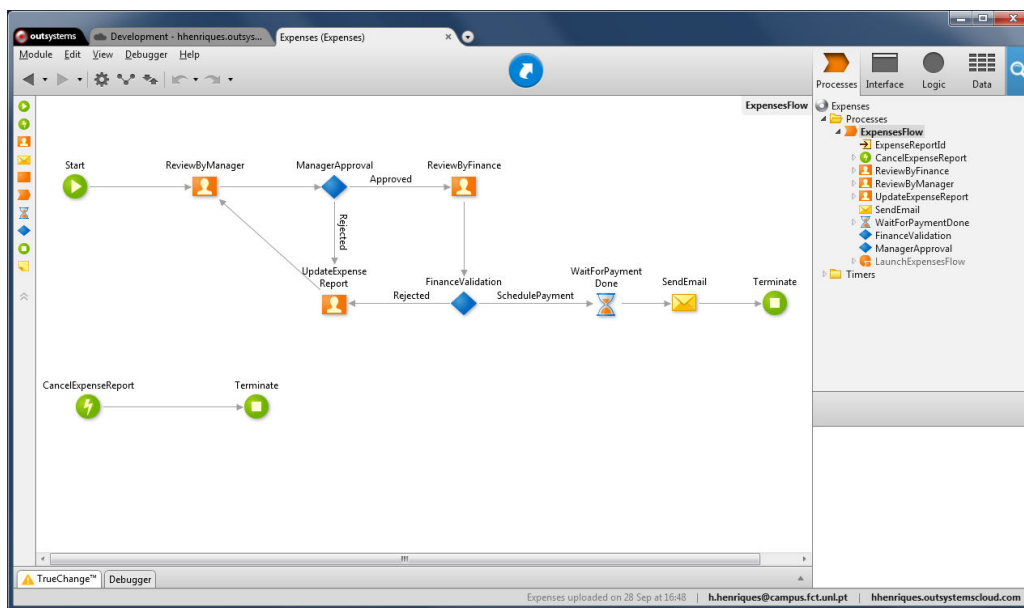 outsystems
Development - hhenriques.outsys...
Expenses (Expenses)
Module Edit View Debugger Help
Processes Interface Logic Data
ExpensesFlow
Start
ReviewByManager
ManagerApproval
ReviewByFinance
Approved
Rejected
UpdateExpense
Report
FinanceValidation
Rejected
SchedulePayment
WaitForPayment
Done
SendEmail
Terminate
CancelExpenseReport
Terminate
Expenses
Processes
ExpensesFlow
ExpenseReportId
CancelExpenseReport
ReviewByFinance
ReviewByManager
UpdateExpenseReport
SendEmail
WaitForPaymentDone
FinanceValidation
ManagerApproval
LaunchExpensesFlow
Timers
TrueChange™ Debugger
Expenses uploaded on 28 Sep at 16:48 | h.henriques@campus.fct.unl.pt | hhenriques.outsystemscloud.com